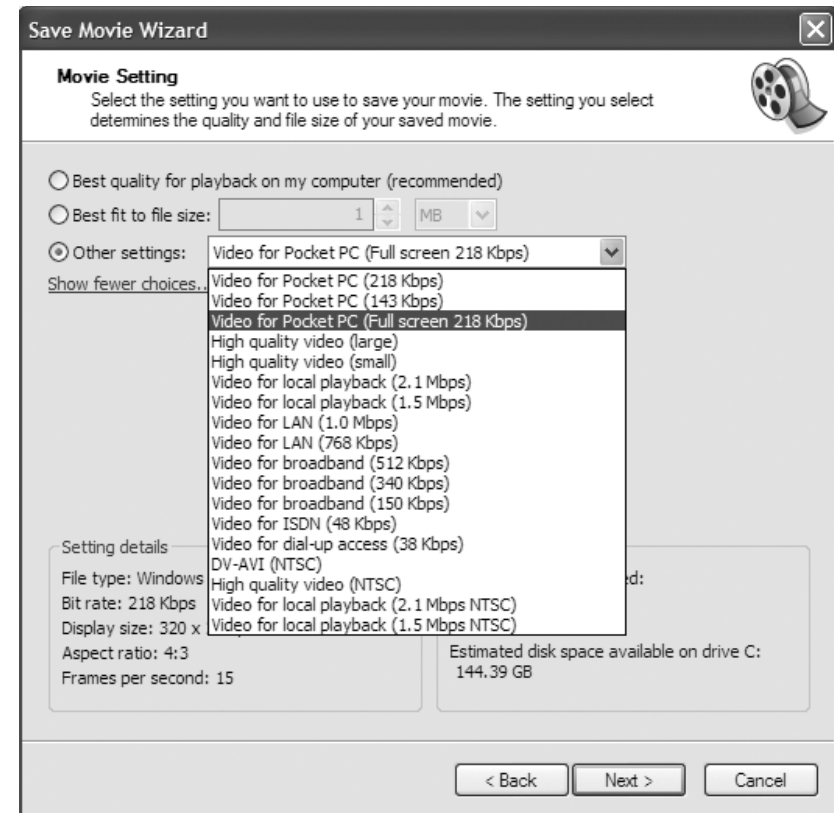 Save Movie Wizard
Movie Setting
Select the setting you want to use to save your movie. The setting you select
detemines the quality and file size of your saved movie.
Best quality for playback on my computer (recommended)
Best fit to file size: 1 MB
Other settings: Video for Pocket PC (Full screen 218 Kbps)
Show fewer choices..
Video for Pocket PC (218 Kbps)
Video for Pocket PC (143 Kbps)
Video for Pocket PC (Full screen 218 Kbps)
High quality video (large)
High quality video (small)
Video for local playback (2.1 Mbps)
Video for local playback (1.5 Mbps)
Video for LAN (1.0 Mbps)
Video for LAN (768 Kbps)
Video for broadband (512 Kbps)
Video for broadband (340 Kbps)
Video for broadband (150 Kbps)
Video for ISDN (48 Kbps)
Video for dial-up access (38 Kbps)
DV-AVI (NTSC)
High quality video (NTSC)
Video for local playback (2.1 Mbps NTSC)
Video for local playback (1.5 Mbps NTSC)
Setting details
File type: Windows
Bit rate: 218 Kbps
Display size: 320 x
Aspect ratio: 4:3
Frames per second: 15
d:
Estimated disk space available on drive C:
144.39 GB
< Back Next > Cancel